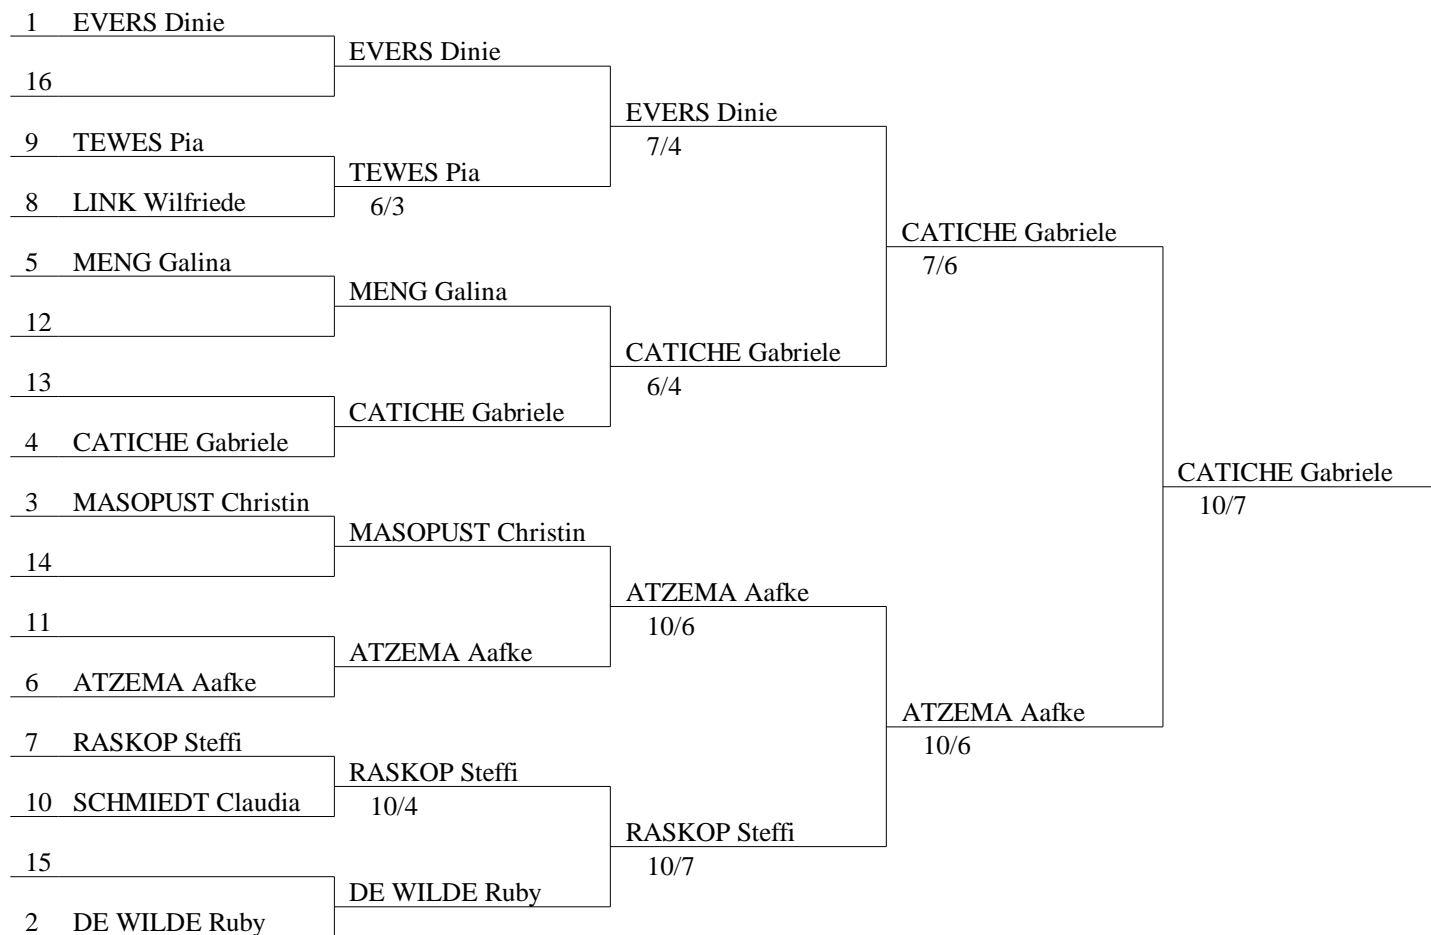 1 EVERS Dinie
EVERS Dinie
16
EVERS Dinie
7/4
9 TEWES Pia
TEWES Pia
6/3
8 LINK Wilfriede
CATICHE Gabriele
7/6
5 MENG Galina
MENG Galina
12
CATICHE Gabriele
6/4
13
CATICHE Gabriele
4 CATICHE Gabriele
CATICHE Gabriele
10/7
3 MASOPUST Christin
MASOPUST Christin
14
ATZEMA Aafke
10/6
11
ATZEMA Aafke
6 ATZEMA Aafke
ATZEMA Aafke
10/6
7 RASKOP Steffi
RASKOP Steffi
10/4
10 SCHMIEDT Claudia
RASKOP Steffi
10/7
15
DE WILDE Ruby
2 DE WILDE Ruby